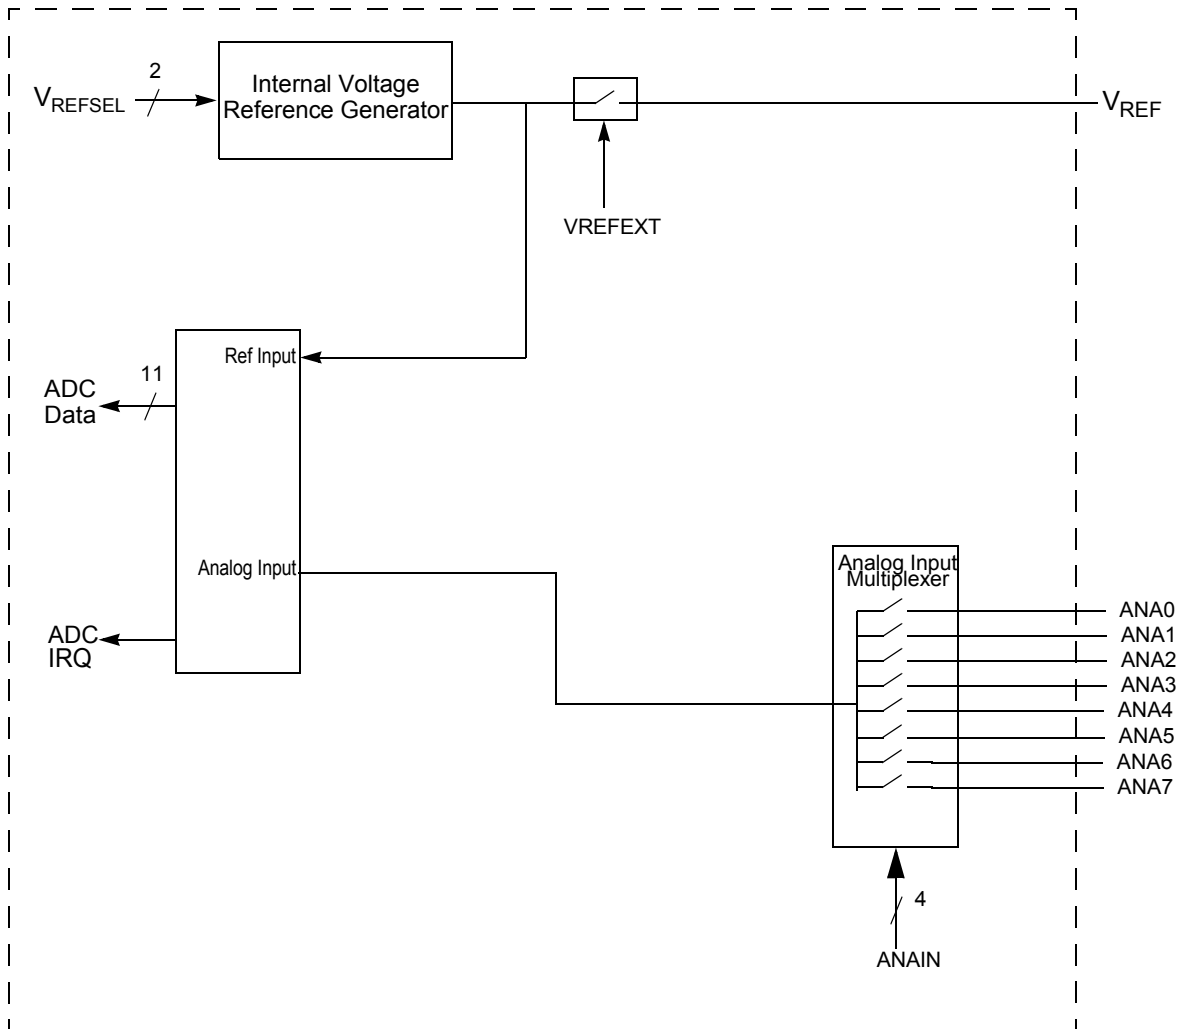 2
VREFSEL
Internal Voltage
Reference Generator
VREF
VREFEXT
Ref Input
11
ADC
Data
Analog Input
ADC
IRQ
Analog Input
Multiplexer
ANA0
ANA1
ANA2
ANA3
ANA4
ANA5
ANA6
ANA7
4
ANAIN